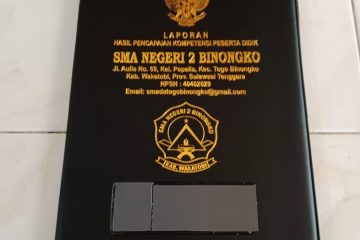 LAPORAN
HASIL PENCAPAIAN KOMPETENSI PESERTA DIDIK
SMA NEGERI 2 BINONGKO
Jl. Aulia No. 69, Kel. Popalia, Kec. Togo Binongko
Kab. Wakatobi, Prov. Sulawesi Tenggara
NPSN : 40402629
Email: smadatogobinongko@gmail.com
SMA NEGERI 2 BINONGKO
KAB. WAKATOBI